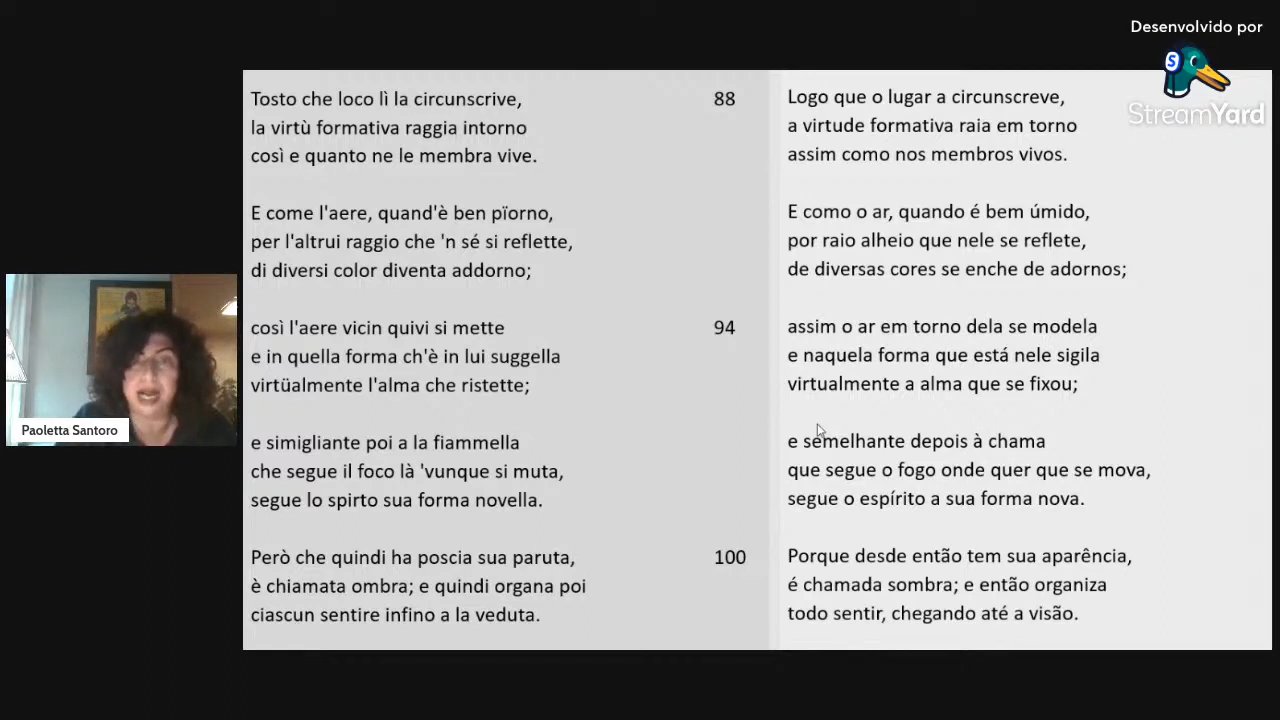 Desenvolvido por
StreamYard
Tosto che loco lì la circunscrive,
88
la virtù formativa raggia intorno
così e quanto ne le membra vive.
E come l'aere, quand'è ben pïorno,
per l'altrui raggio che 'n sé si reflette,
di diversi color diventa addorno;
così l'aere vicin quivi si mette
94
e in quella forma ch'è in lui suggella
virtüalmente l'alma che ristette;
e simigliante poi a la fiammella
che segue il foco là 'vunque si muta,
segue lo spirto sua forma novella.
Però che quindi ha poscia sua paruta,
100
è chiamata ombra; e quindi organa poi
ciascun sentire infino a la veduta.
Logo que o lugar a circunscreve,
a virtude formativa raia em torno
assim como nos membros vivos.
E como o ar, quando é bem úmido,
por raio alheio que nele se reflete,
de diversas cores se enche de adornos;
assim o ar em torno dela se modela
e naquela forma que está nele sigila
virtualmente a alma que se fixou;
e semelhante depois à chama
que segue o fogo onde quer que se mova,
segue o espírito a sua forma nova.
Porque desde então tem sua aparência,
é chamada sombra; e então organiza
todo sentir, chegando até a visão.
Paoletta Santoro